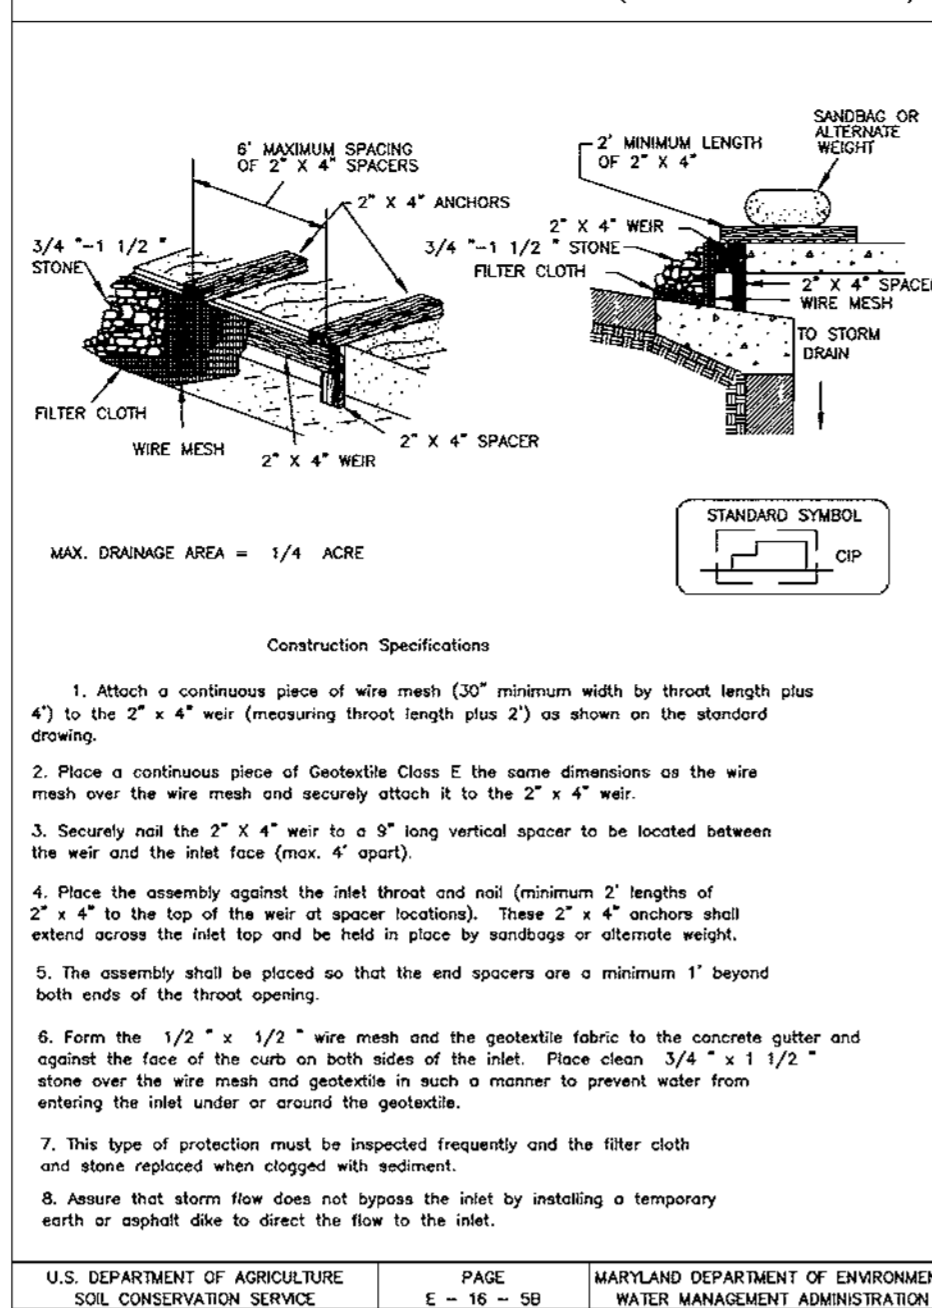 6' MAXIMUM SPACING
OF 2" X 4" SPACERS
2" X 4" ANCHORS
3/4 "-1 1/2 "
STONE
FILTER CLOTH
WIRE MESH
2" X 4" WEIR
2" X 4" SPACER
2' MINIMUM LENGTH
OF 2" X 4"
SANDBAG OR
ALTERNATE
WEIGHT
2" X 4" WEIR
3/4 "-1 1/2 " STONE
FILTER CLOTH
2" X 4" SPACER
WIRE MESH
TO STORM
DRAIN
STANDARD SYMBOL
CIP
MAX. DRAINAGE AREA = 1/4 ACRE
Construction Specifications
1. Attach a continuous piece of wire mesh (30" minimum width by throat length plus
4') to the 2" x 4" weir (measuring throat length plus 2') as shown on the standard
drawing.
2. Place a continuous piece of Geotextile Class E the same dimensions as the wire
mesh over the wire mesh and securely attach it to the 2" x 4" weir.
3. Securely nail the 2" X 4" weir to a 9" long vertical spacer to be located between
the weir and the inlet face (max. 4' apart).
4. Place the assembly against the inlet throat and nail (minimum 2' lengths of
2" x 4" to the top of the weir at spacer locations). These 2" x 4" anchors shall
extend across the inlet top and be held in place by sandbags or alternate weight.
5. The assembly shall be placed so that the end spacers are a minimum 1' beyond
both ends of the throat opening.
6. Form the 1/2 " x 1/2 " wire mesh and the geotextile fabric to the concrete gutter and
against the face of the curb on both sides of the inlet. Place clean 3/4 " x 1 1/2 "
stone over the wire mesh and geotextile in such a manner to prevent water from
entering the inlet under or around the geotextile.
7. This type of protection must be inspected frequently and the filter cloth
and stone replaced when clogged with sediment.
8. Assure that storm flow does not bypass the inlet by installing a temporary
earth or asphalt dike to direct the flow to the inlet.
U.S. DEPARTMENT OF AGRICULTURE
SOIL CONSERVATION SERVICE
PAGE
E - 16 - 5B
MARYLAND DEPARTMENT OF ENVIRONMEN
WATER MANAGEMENT ADMINISTRATION